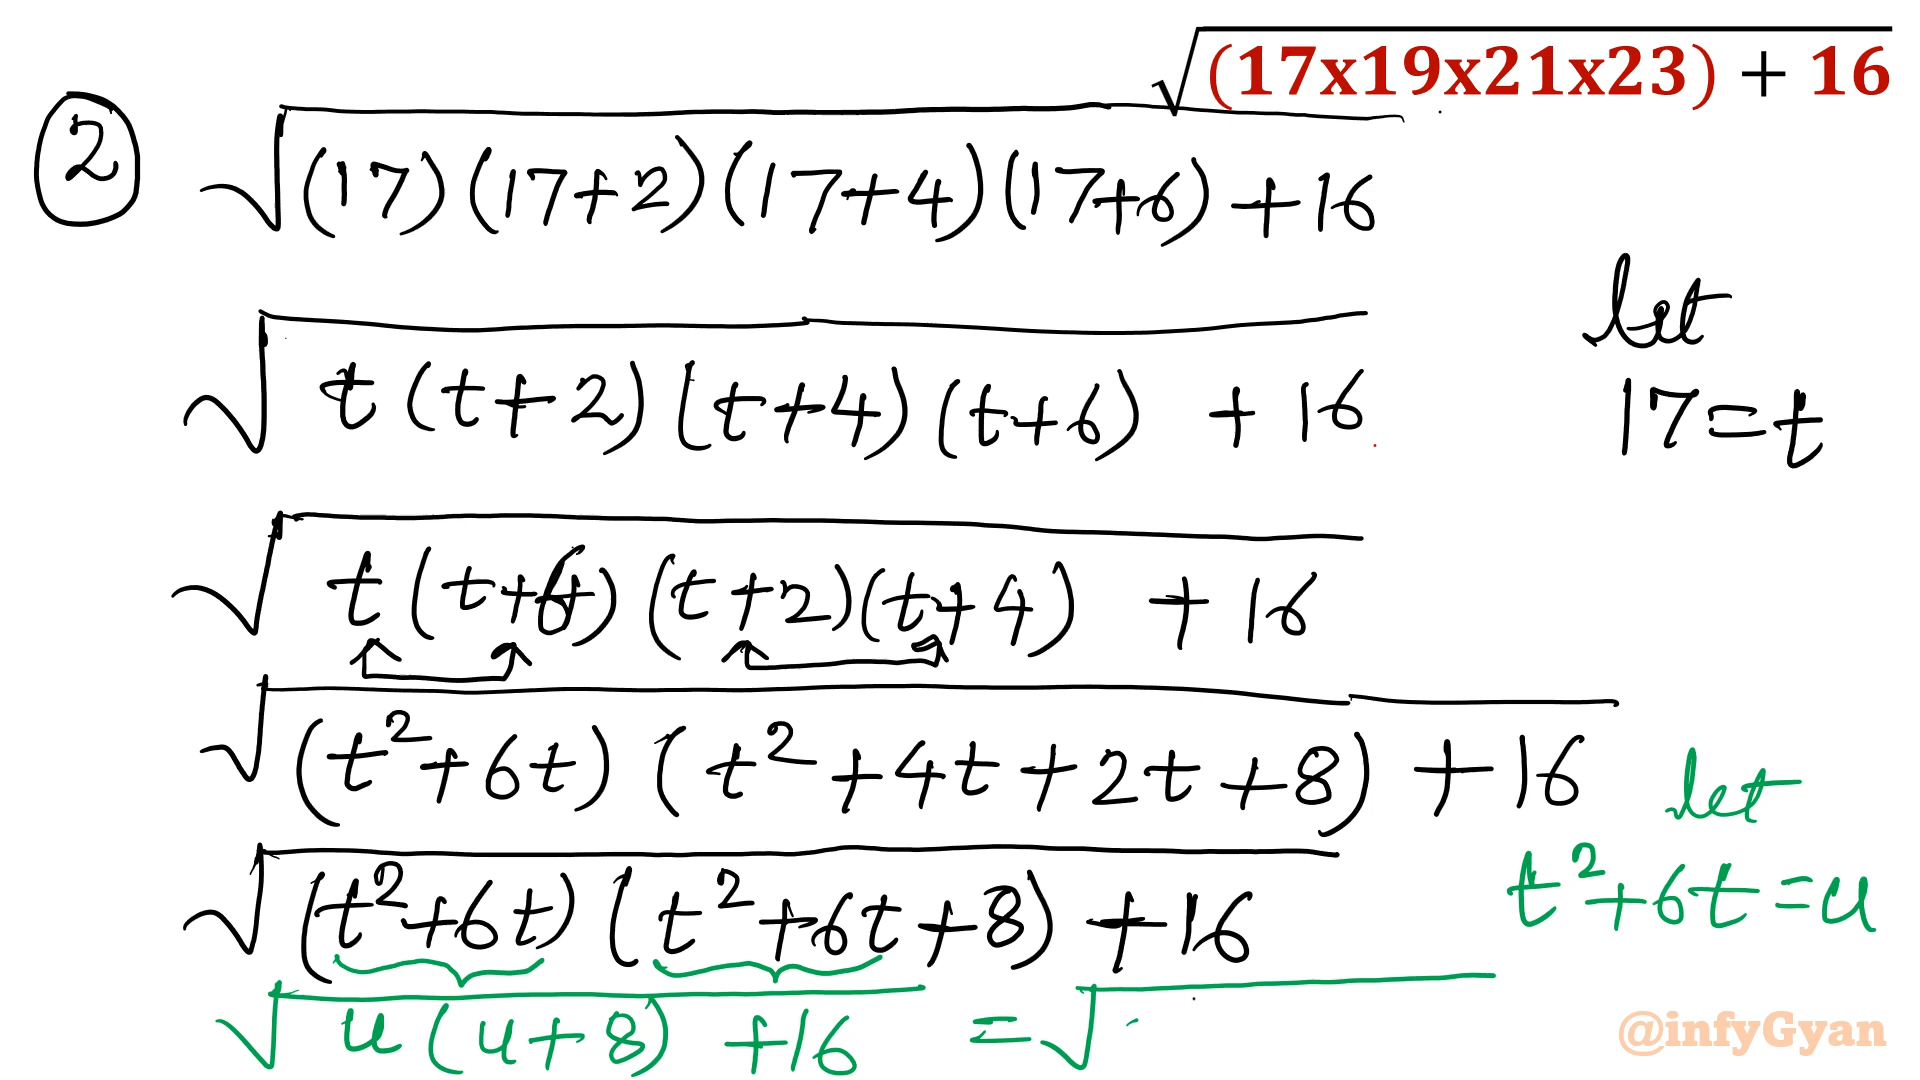 √(17x19x21x23) + 16
② √(17)(17+2)(17+4)(17+6) + 16
let
√t(t+2)(t+4)(t+6) + 16
17=t
√t(t+6)(t+2)(t+4) + 16
√(t²+6t)(t²+4t+2t+8) + 16
let
√(t²+6t)(t²+6t+8) + 16
t²+6t=u
√u(u+8) +16 = √
@infyGyan